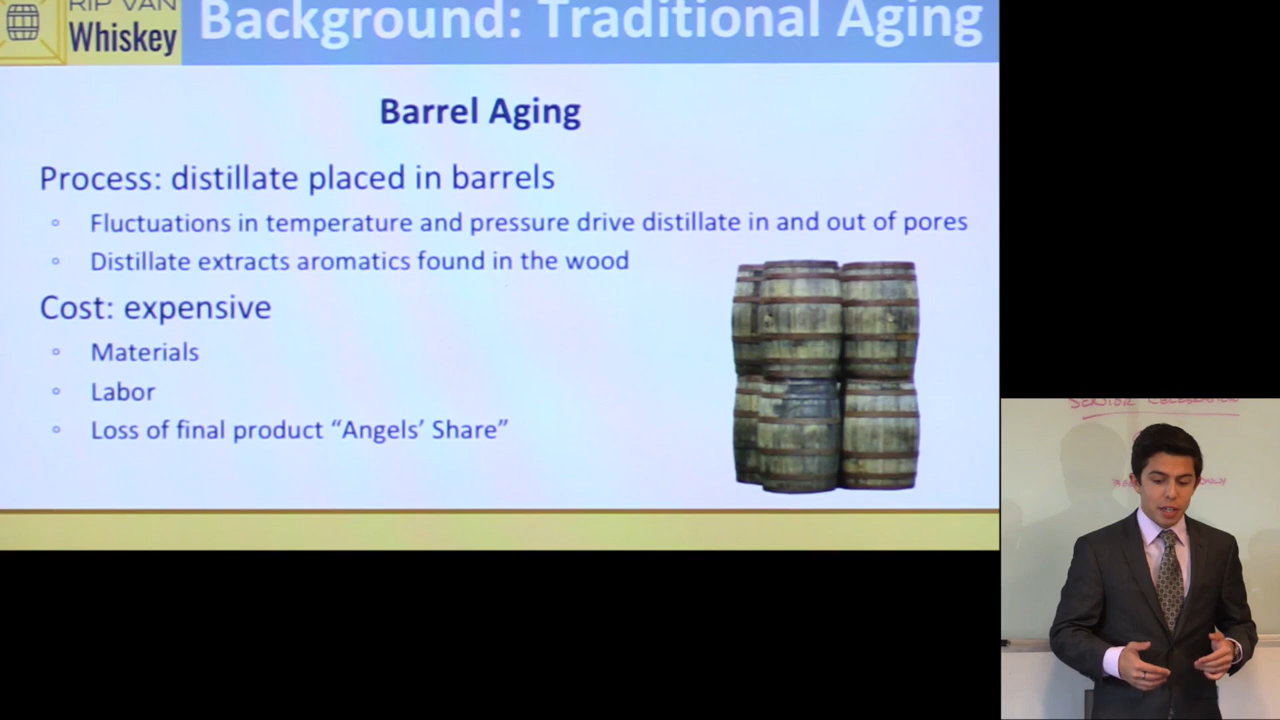 RIP VAN
Whiskey
Background: Traditional Aging
Barrel Aging
Process: distillate placed in barrels
◦ Fluctuations in temperature and pressure drive distillate in and out of pores
◦ Distillate extracts aromatics found in the wood
Cost: expensive
◦ Materials
◦ Labor
◦ Loss of final product “Angels’ Share”
SENIOR CELEBRATION